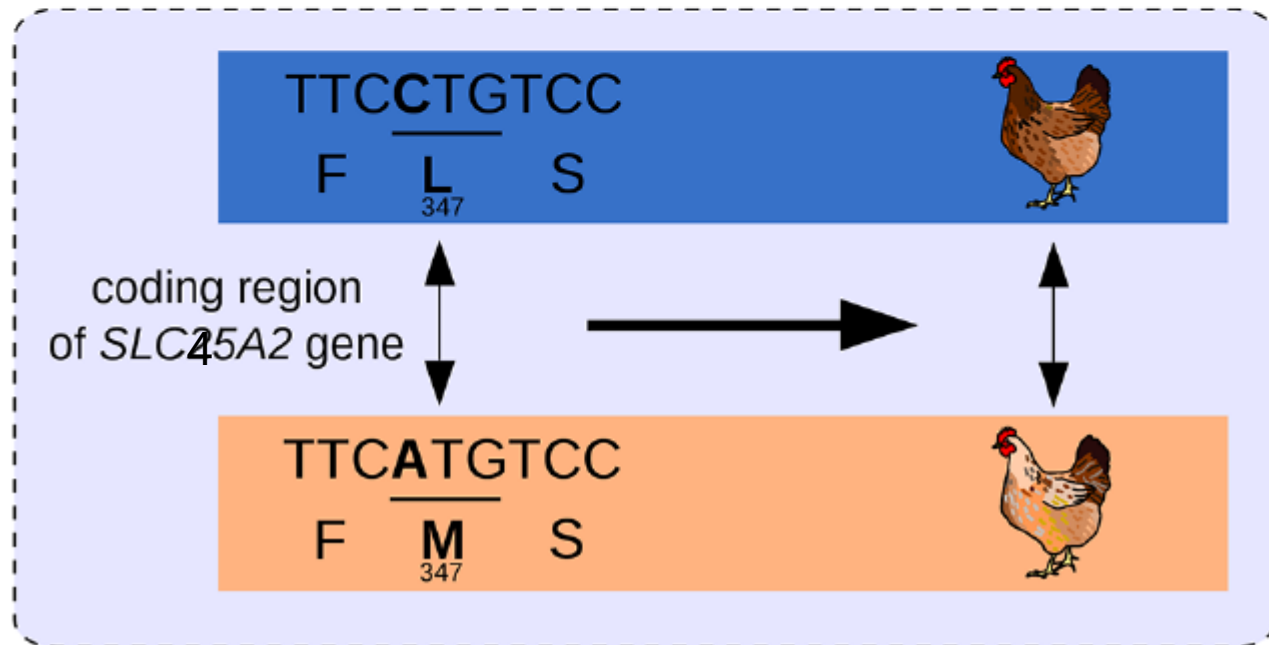 TTCCTGTCC
F L S
347
coding region
of SLC45A2 gene
TTCATGTCC
F M S
347